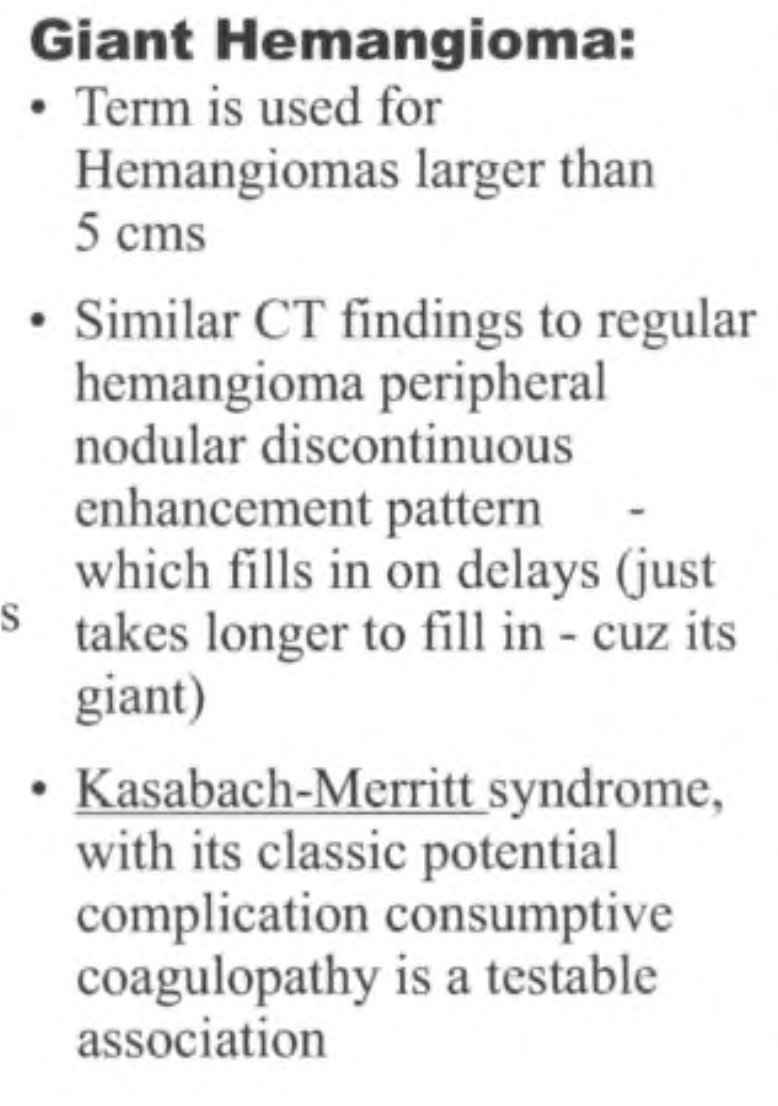 Giant Hemangioma:
• Term is used for
Hemangiomas larger than
5 cms
• Similar CT findings to regular
hemangioma peripheral
nodular discontinuous
enhancement pattern -
which fills in on delays (just
s
takes longer to fill in - cuz its
giant)
• Kasabach-Merritt syndrome,
with its classic potential
complication consumptive
coagulopathy is a testable
association